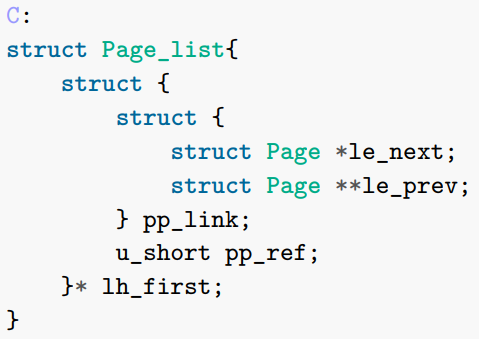 C:
struct Page_list{
    struct {
        struct {
            struct Page *le_next;
            struct Page **le_prev;
        } pp_link;
        u_short pp_ref;
    }* lh_first;
}